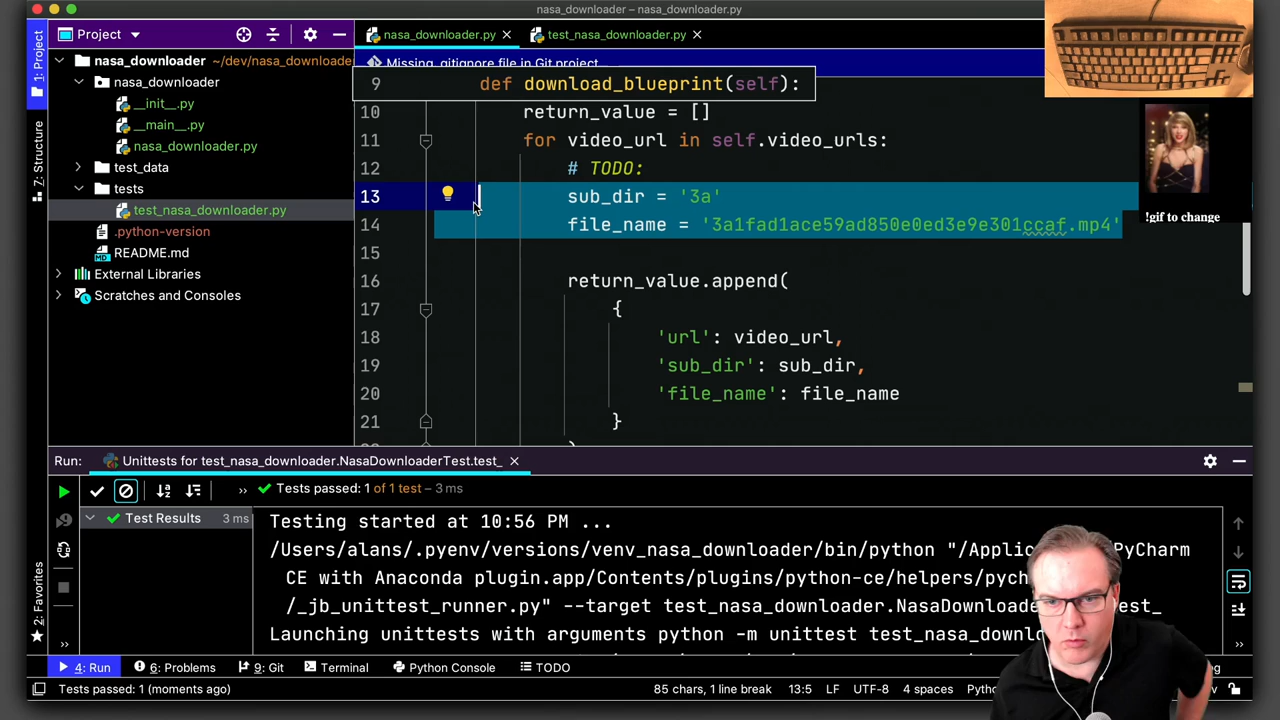 nasa_downloader – nasa_downloader.py
Project
nasa_downloader.py
test_nasa_downloader.py
1: Project
7: Structure
2: Favorites
nasa_downloader ~/dev/nasa_downloade
nasa_downloader
__init__.py
__main__.py
nasa_downloader.py
test_data
tests
test_nasa_downloader.py
.python-version
README.md
External Libraries
Scratches and Consoles
Missing .gitignore file in Git project
9 def download_blueprint(self):
10 return_value = []
11 for video_url in self.video_urls:
12 # TODO:
13 sub_dir = '3a'
14 file_name = '3a1fad1ace59ad850e0ed3e9e301ccaf.mp4'
15
16 return_value.append(
17 {
18 'url': video_url,
19 'sub_dir': sub_dir,
20 'file_name': file_name
21 }
!gif to change
Run: Unittests for test_nasa_downloader.NasaDownloaderTest.test_
Tests passed: 1 of 1 test – 3 ms
Test Results 3 ms
Testing started at 10:56 PM ...
/Users/alans/.pyenv/versions/venv_nasa_downloader/bin/python "/Applic PyCharm
CE with Anaconda plugin.app/Contents/plugins/python-ce/helpers/pych
/_jb_unittest_runner.py" --target test_nasa_downloader.NasaDownloade test_
Launching unittests with arguments python -m unittest test_nasa_downlo
4: Run
6: Problems
9: Git
Terminal
Python Console
TODO
Tests passed: 1 (moments ago)
85 chars, 1 line break 13:5 LF UTF-8 4 spaces Pyth